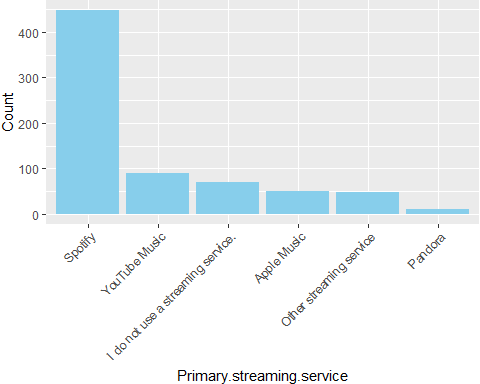 Count
400
300
200
100
0
Spotify
YouTube Music
I do not use a streaming service.
Apple Music
Other streaming service
Pandora
Primary.streaming.service